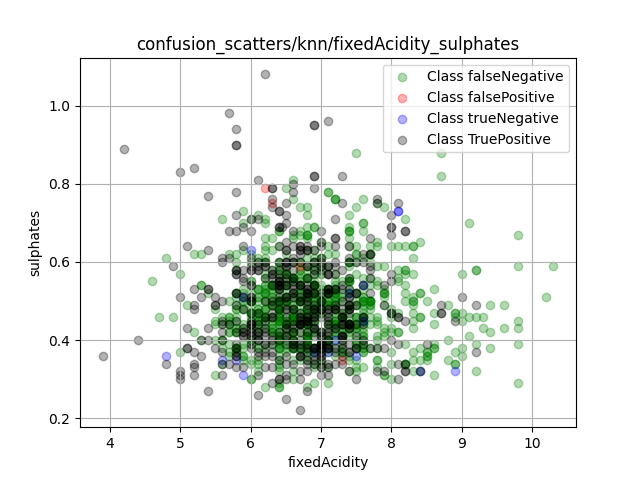 confusion_scatters/knn/fixedAcidity_sulphates
Class falseNegative
Class falsePositive
Class trueNegative
Class TruePositive
1.0
0.8
0.6
0.4
0.2
sulphates
4 5 6 7 8 9 10
fixedAcidity